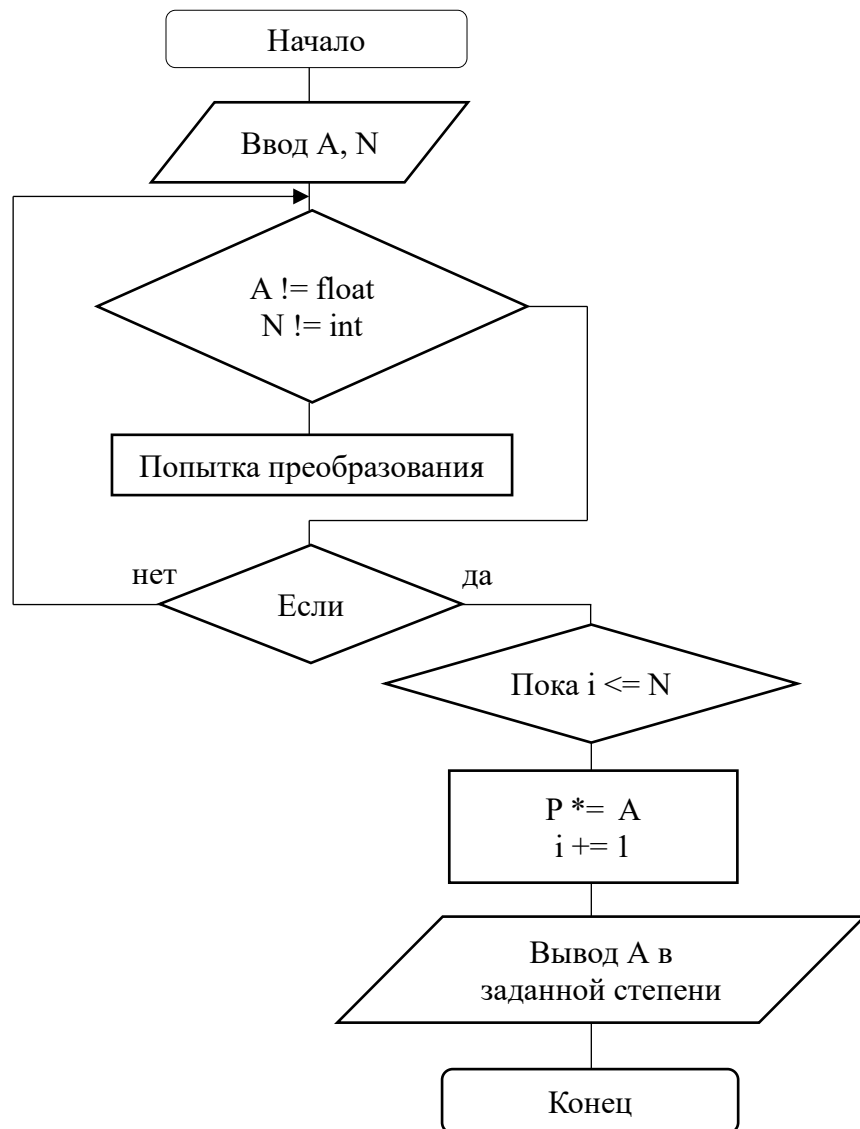 Начало
Ввод A, N
A != float
N != int
Попытка преобразования
нет
да
Если
Пока i <= N
P *= A
i += 1
Вывод A в
заданной степени
Конец